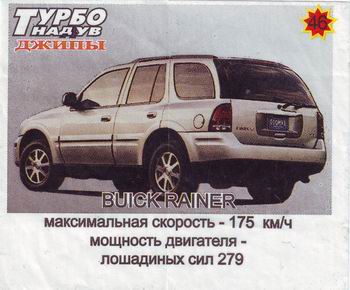 ТУРБО
НАДУВ
ДЖИПЫ
46
BUICK RAINER
максимальная скорость - 175 км/ч
мощность двигателя -
лошадиных сил 279